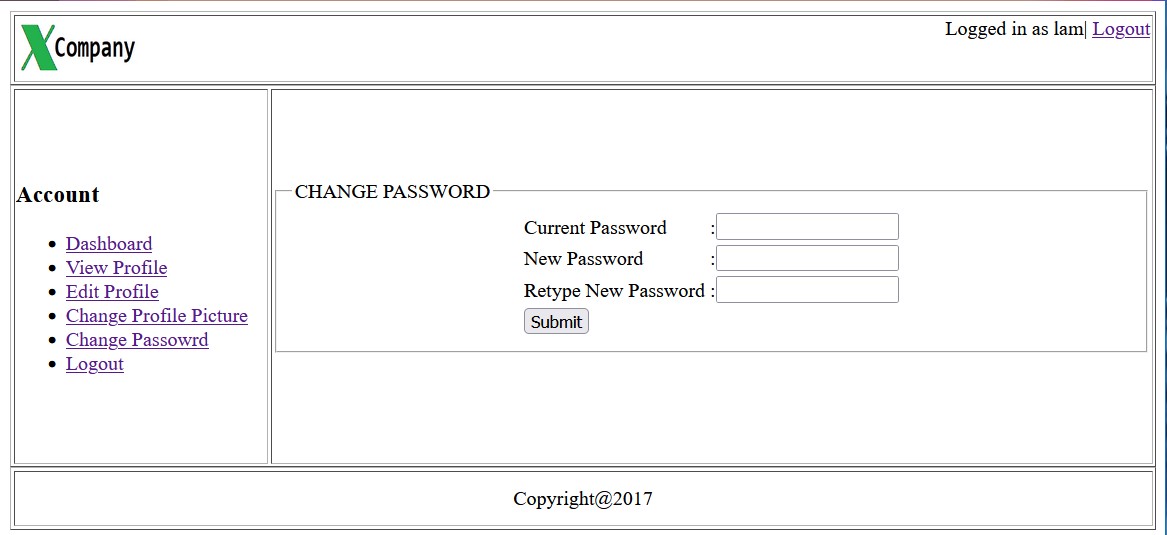 X Company
Logged in as lam| Logout
Account
Dashboard
View Profile
Edit Profile
Change Profile Picture
Change Passowrd
Logout
CHANGE PASSWORD
Current Password :
New Password :
Retype New Password :
Submit
Copyright@2017